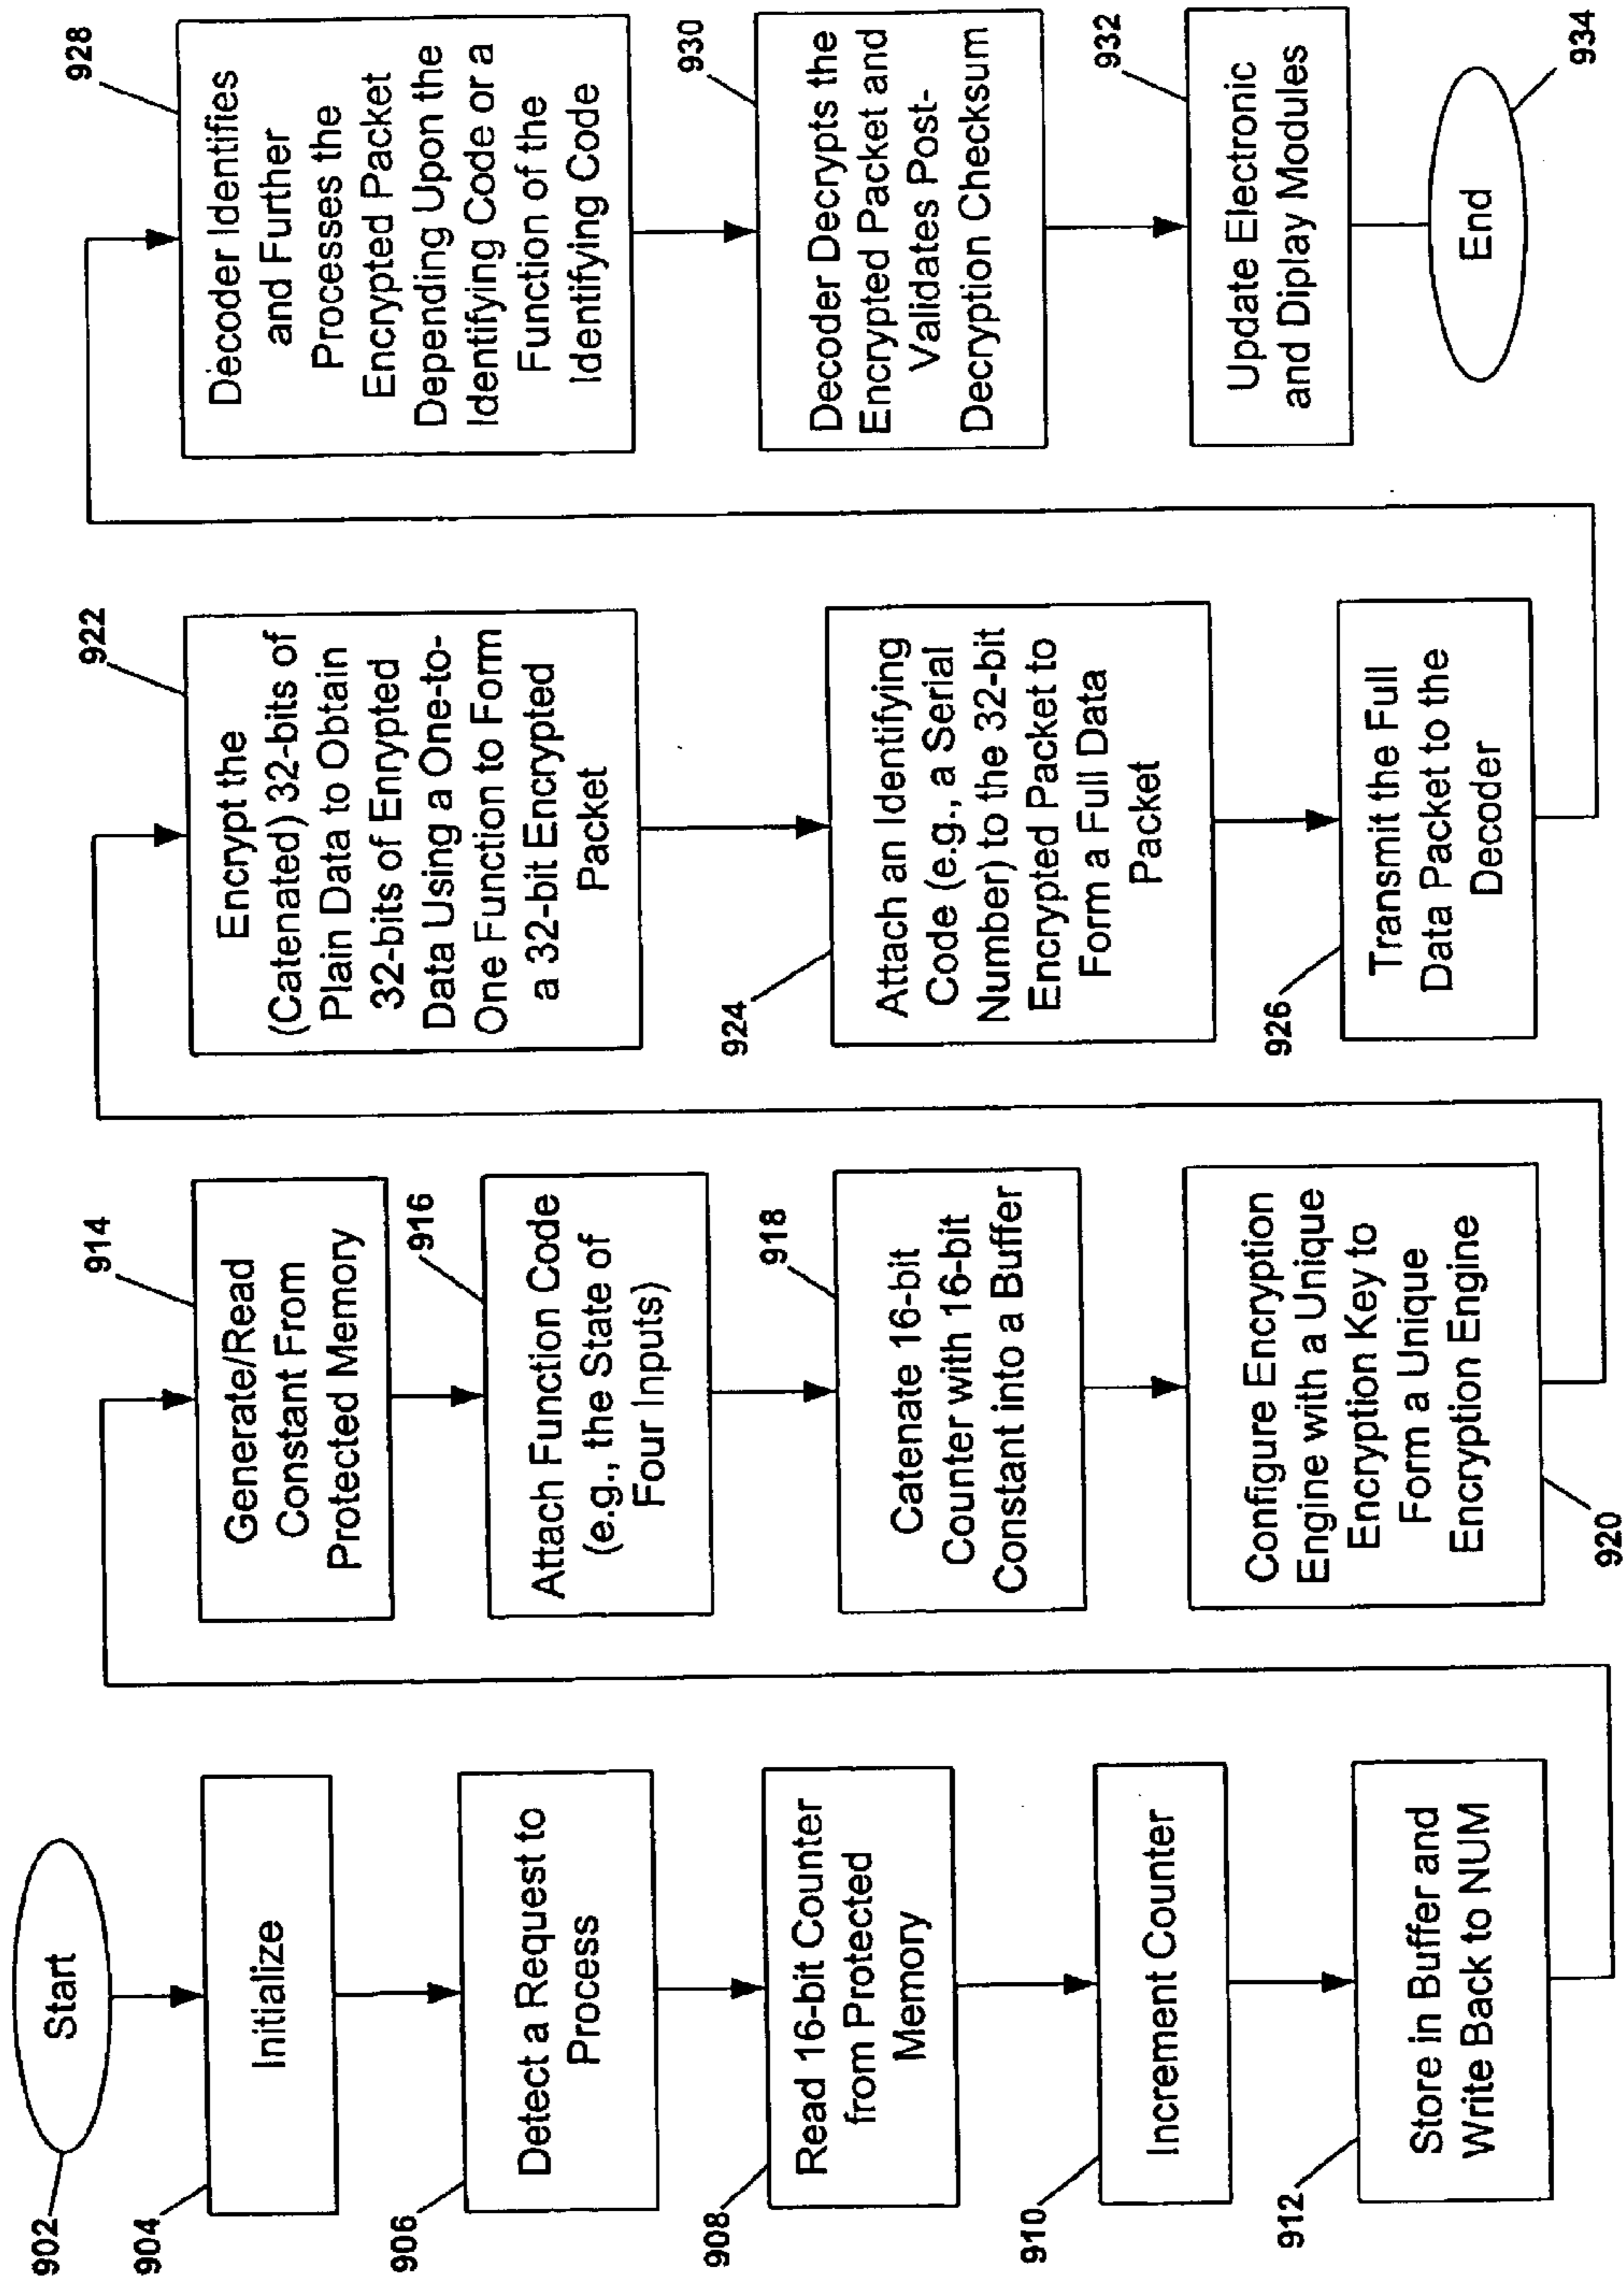 902
Start
904
Initialize
906
Detect a Request to
Process
908
Read 16-bit Counter
from Protected
Memory
910
Increment Counter
912
Store in Buffer and
Write Back to NUM
914
Generate/Read
Constant From
Protected Memory
916
Attach Function Code
(e.g., the State of
Four Inputs)
918
Catenate 16-bit
Counter with 16-bit
Constant into a Buffer
920
Configure Encryption
Engine with a Unique
Encryption Key to
Form a Unique
Encryption Engine
922
Encrypt the
(Catenated) 32-bits of
Plain Data to Obtain
32-bits of Enrypted
Data Using a One-to-
One Function to Form
a 32-bit Encrypted
Packet
924
Attach an Identifying
Code (e.g., a Serial
Number) to the 32-bit
Encrypted Packet to
Form a Full Data
Packet
926
Transmit the Full
Data Packet to the
Decoder
928
Decoder Identifies
and Further
Processes the
Encrypted Packet
Depending Upon the
Identifying Code or a
Function of the
Identifying Code
930
Decoder Decrypts the
Encrypted Packet and
Validates Post-
Decryption Checksum
932
Update Electronic
and Diplay Modules
End
934